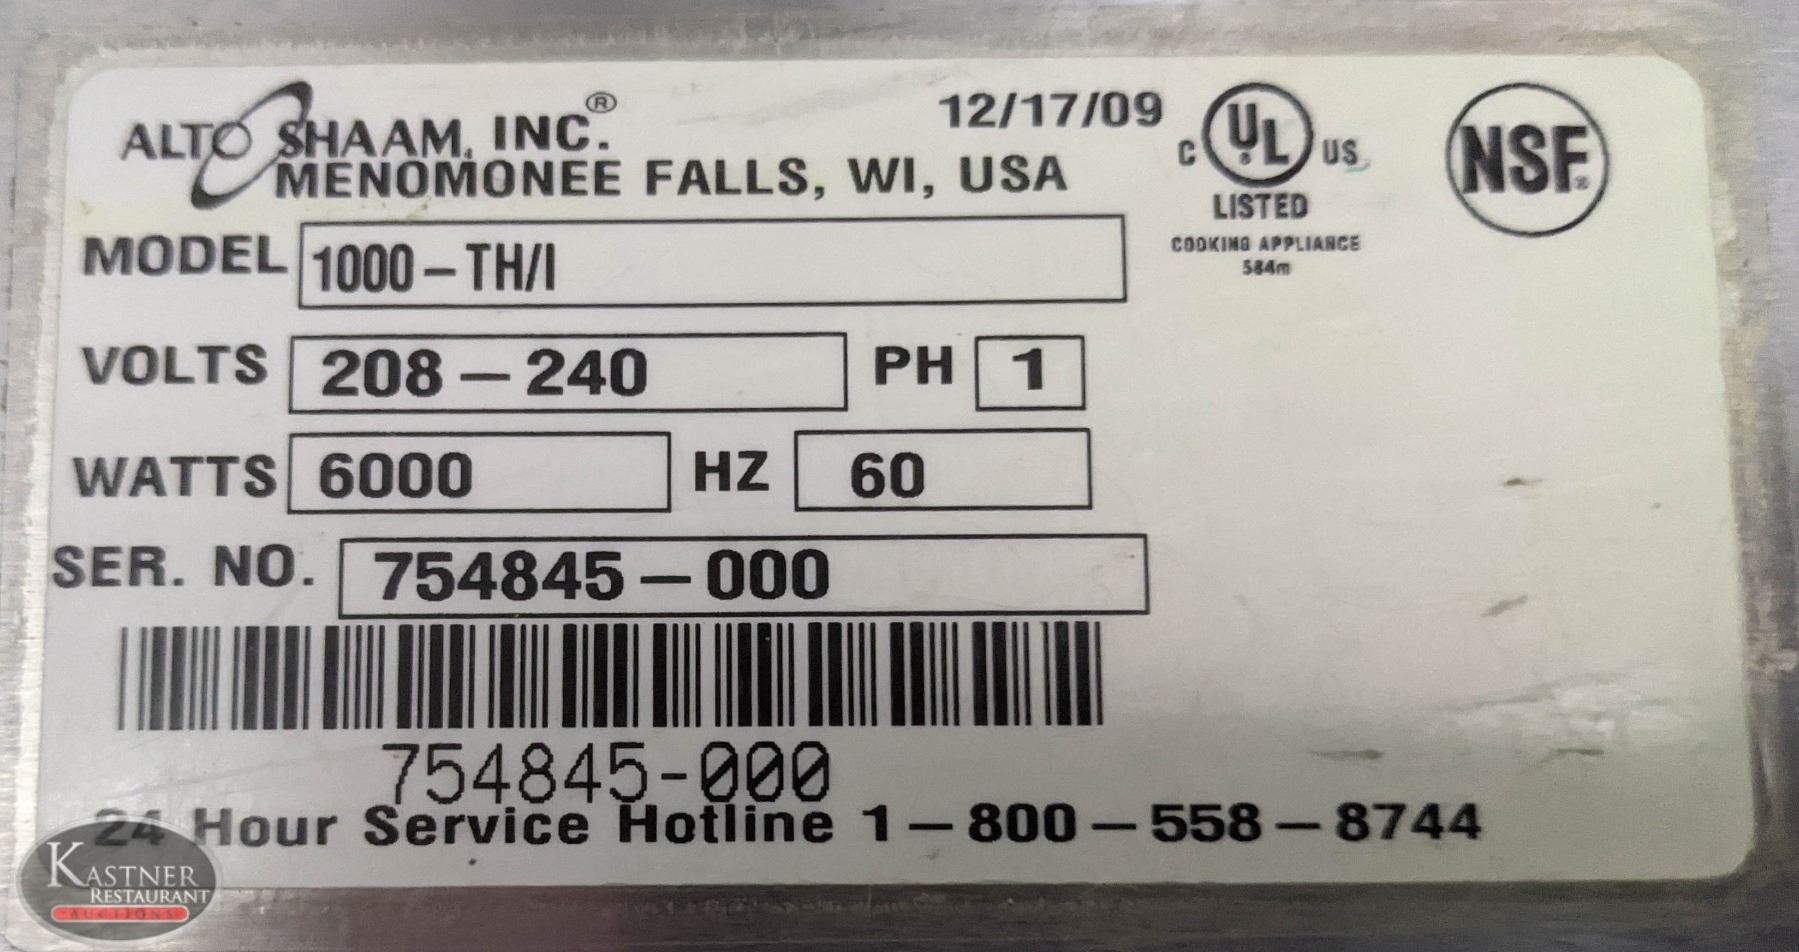 ALTO SHAAM, INC.®
MENOMONEE FALLS, WI, USA
12/17/09
C UL® US
LISTED
COOKING APPLIANCE
584m
NSF®
MODEL 1000-TH/I
VOLTS 208-240 PH 1
WATTS 6000 HZ 60
SER. NO. 754845-000
754845-000
24 Hour Service Hotline 1-800-558-8744
KASTNER
RESTAURANT
AUCTIONS